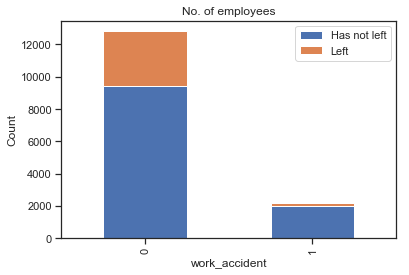 No. of employees
Has not left
Left
12000
10000
8000
6000
4000
2000
0
Count
0
1
work_accident